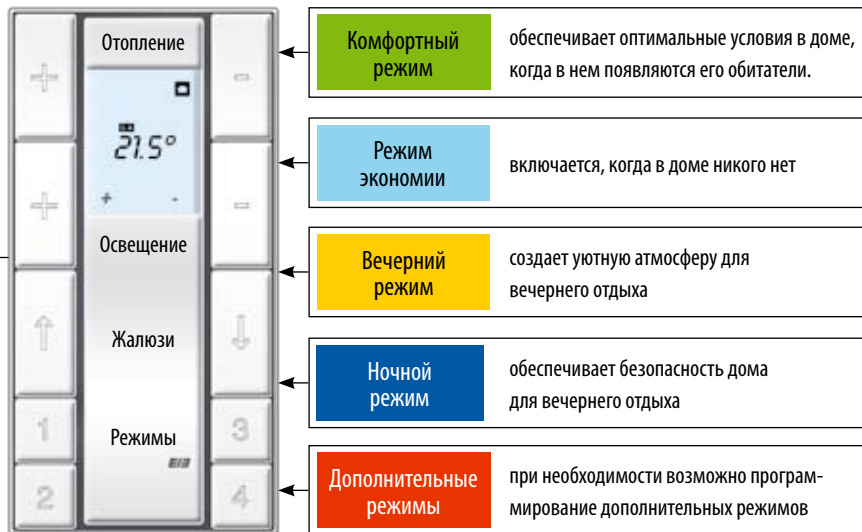 Отопление
21.5°
+ -
+ -
+ -
Освещение
Жалюзи
Режимы
1 3
2 4
Комфортный
режим
обеспечивает оптимальные условия в доме,
когда в нем появляются его обитатели.
Режим
экономии
включается, когда в доме никого нет
Вечерний
режим
создает уютную атмосферу для
вечернего отдыха
Ночной
режим
обеспечивает безопасность дома
для вечернего отдыха
Дополнительные
режимы
при необходимости возможно програм-
мирование дополнительных режимов